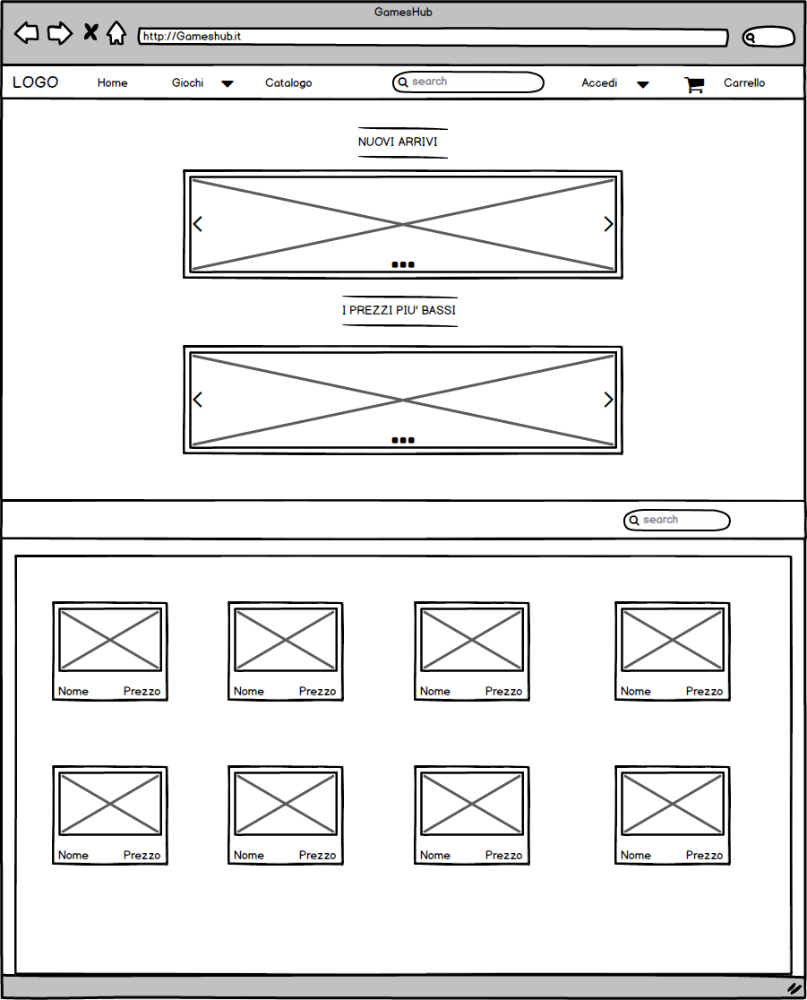 GamesHub
http://Gameshub.it
LOGO Home Giochi Catalogo search Accedi Carrello
NUOVI ARRIVI
I PREZZI PIU' BASSI
search
Nome Prezzo Nome Prezzo Nome Prezzo Nome Prezzo
Nome Prezzo Nome Prezzo Nome Prezzo Nome Prezzo